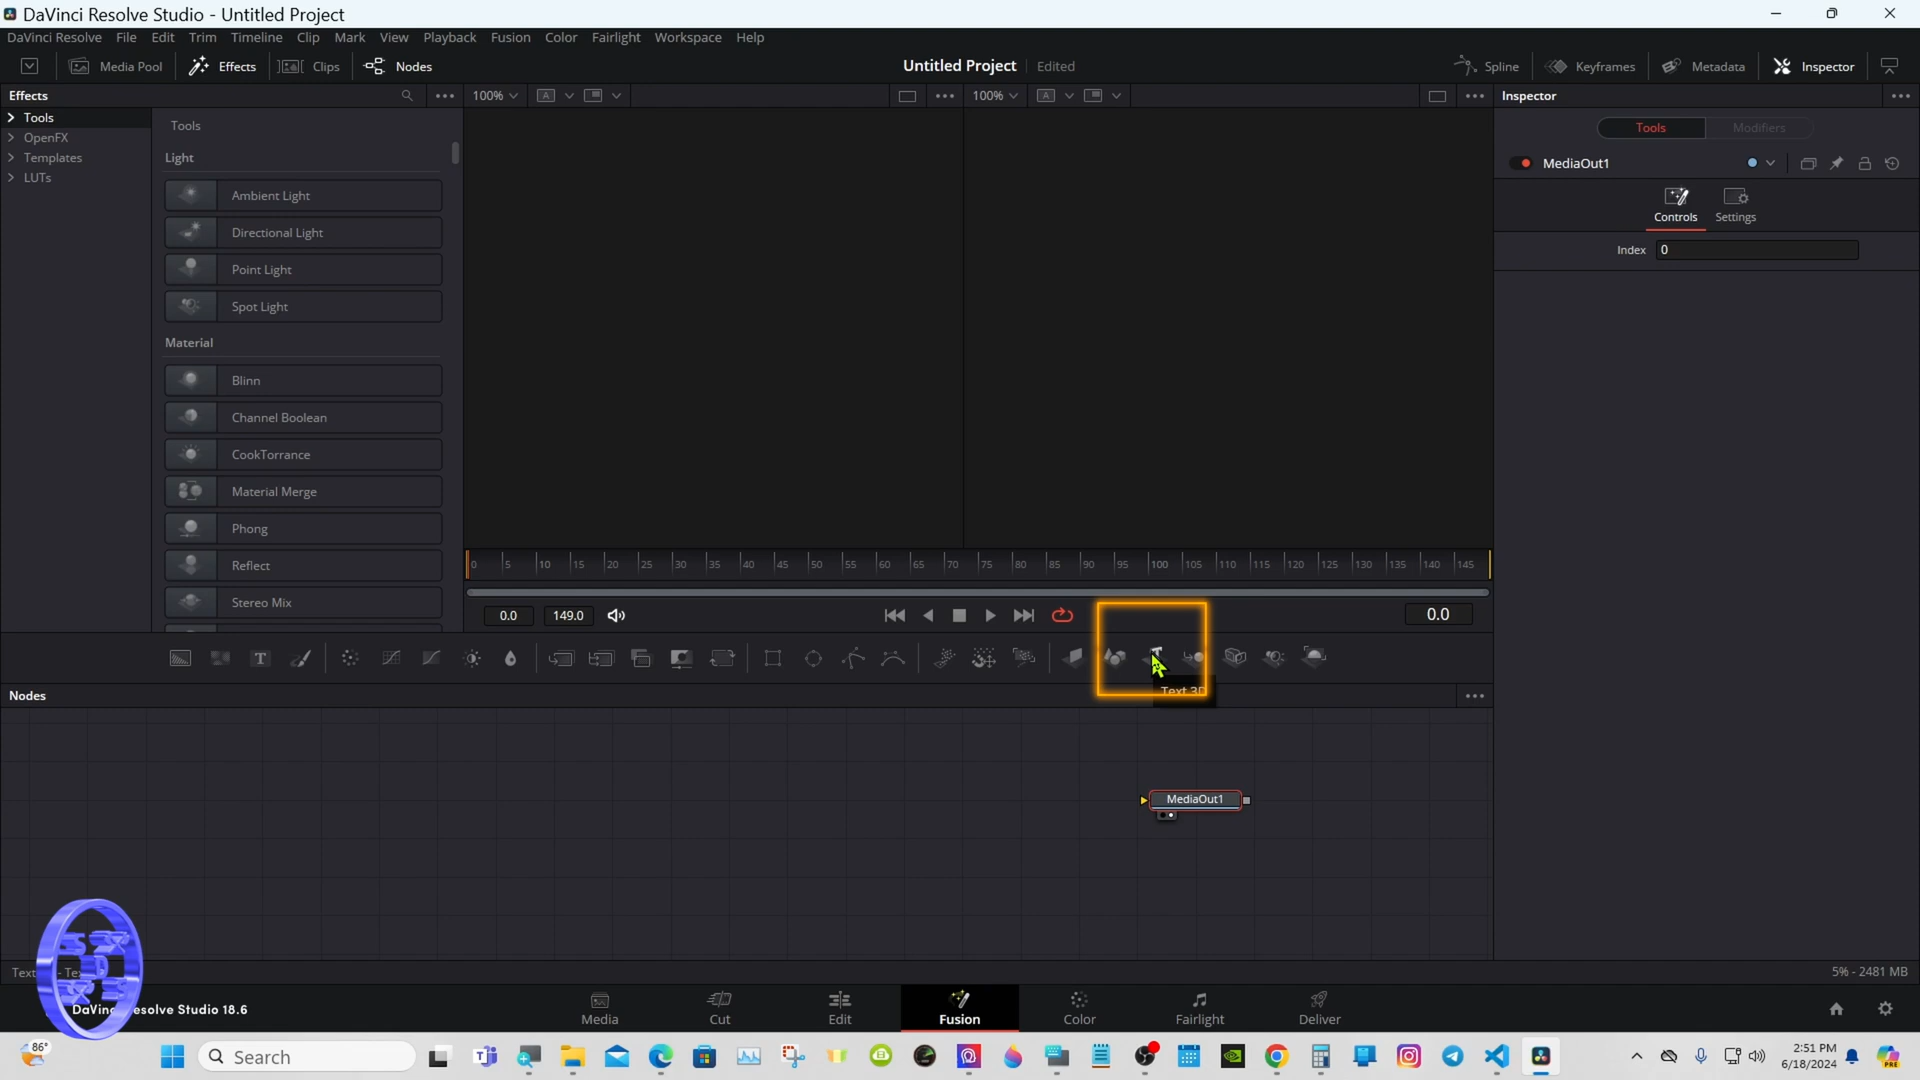 DaVinci Resolve Studio - Untitled Project
DaVinci Resolve File Edit Trim Timeline Clip Mark View Playback Fusion Color Fairlight Workspace Help
Media Pool Effects Clips Nodes Untitled Project Edited Spline Keyframes Metadata Inspector
Effects 100% A 100% A Inspector
Tools
OpenFX
Templates
LUTs
Tools
Light
Ambient Light
Directional Light
Point Light
Spot Light
Material
Blinn
Channel Boolean
CookTorrance
Material Merge
Phong
Reflect
Stereo Mix
Tools Modifiers
MediaOut1
Controls Settings
Index 0
0 5 10 15 20 25 30 35 40 45 50 55 60 65 70 75 80 85 90 95 100 105 110 115 120 125 130 135 140 145
0.0 149.0 0.0
T
Text 3D
Nodes
MediaOut1
5% - 2481 MB
DaVinci Resolve Studio 18.6
Media Cut Edit Fusion Color Fairlight Deliver
86°
Search
2:51 PM
6/18/2024
PRE